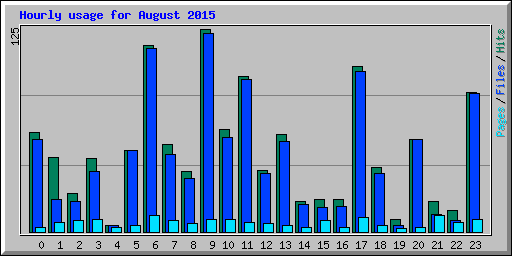 Hourly usage for August 2015
125
Pages/Files/Hits
0 1 2 3 4 5 6 7 8 9 10 11 12 13 14 15 16 17 18 19 20 21 22 23